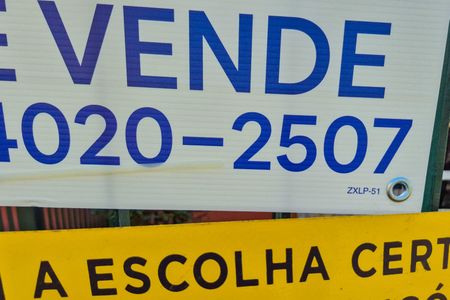 E VENDE
4020-2507
ZXLP-51
A ESCOLHA CERT